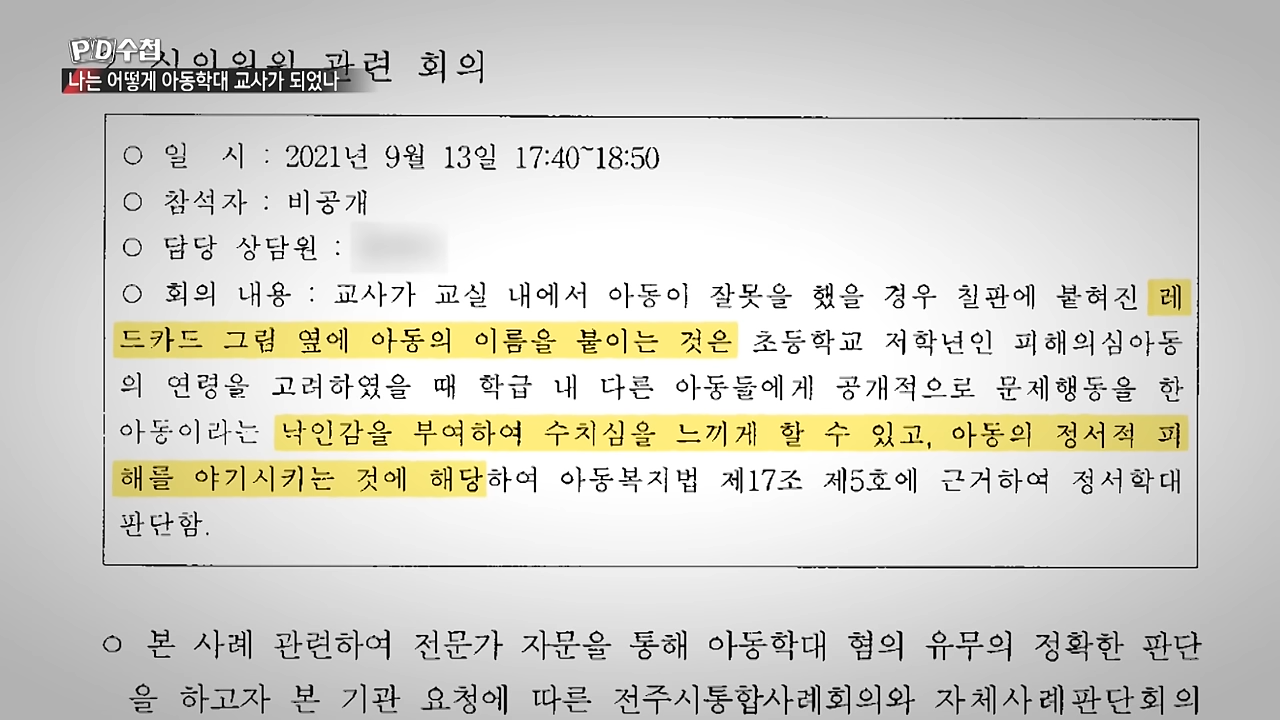 PD수첩
나는 어떻게 아동학대 교사가 되었나
관련 회의
○ 일 시 : 2021년 9월 13일 17:40~18:50
○ 참석자 : 비공개
○ 담당 상담원 :
○ 회의 내용 : 교사가 교실 내에서 아동이 잘못을 했을 경우 칠판에 붙혀진 레
드카드 그림 옆에 아동의 이름을 붙이는 것은 초등학교 저학년인 피해의심아동
의 연령을 고려하였을 때 학급 내 다른 아동들에게 공개적으로 문제행동을 한
아동이라는 낙인감을 부여하여 수치심을 느끼게 할 수 있고, 아동의 정서적 피
해를 야기시키는 것에 해당하여 아동복지법 제17조 제5호에 근거하여 정서학대
판단함.
○ 본 사례 관련하여 전문가 자문을 통해 아동학대 혐의 유무의 정확한 판단
을 하고자 본 기관 요청에 따른 전주시통합사례회의와 자체사례판단회의